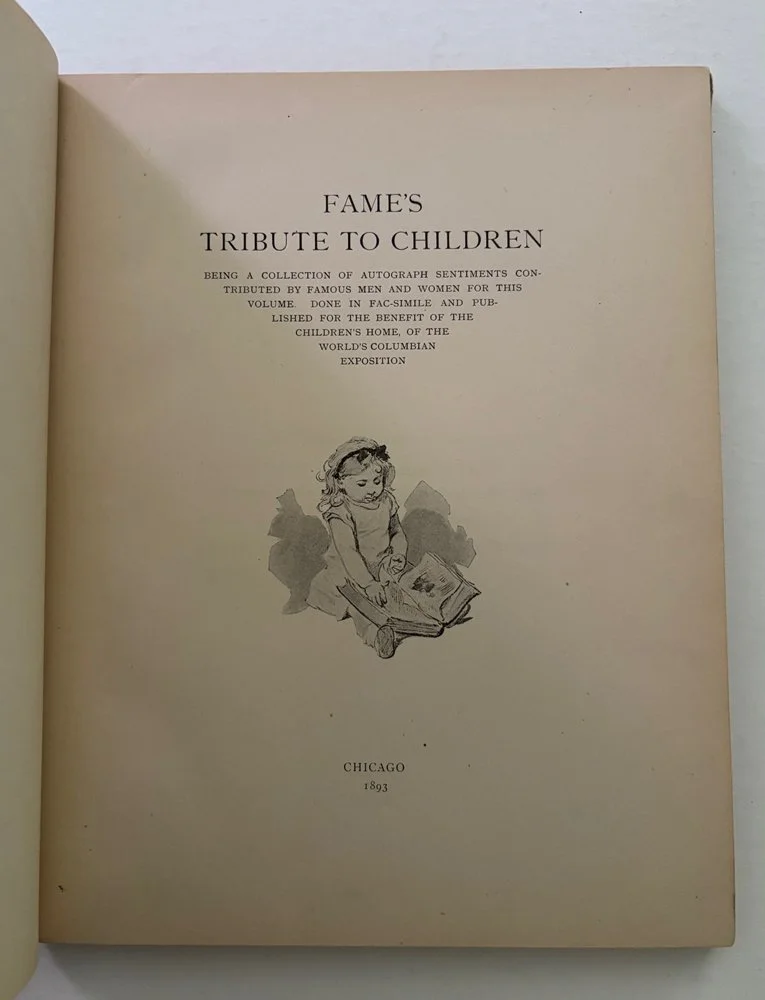 FAME'S
TRIBUTE TO CHILDREN
BEING A COLLECTION OF AUTOGRAPH SENTIMENTS CON-
TRIBUTED BY FAMOUS MEN AND WOMEN FOR THIS
VOLUME. DONE IN FAC-SIMILE AND PUB-
LISHED FOR THE BENEFIT OF THE
CHILDREN'S HOME, OF THE
WORLD'S COLUMBIAN
EXPOSITION
CHICAGO
1893